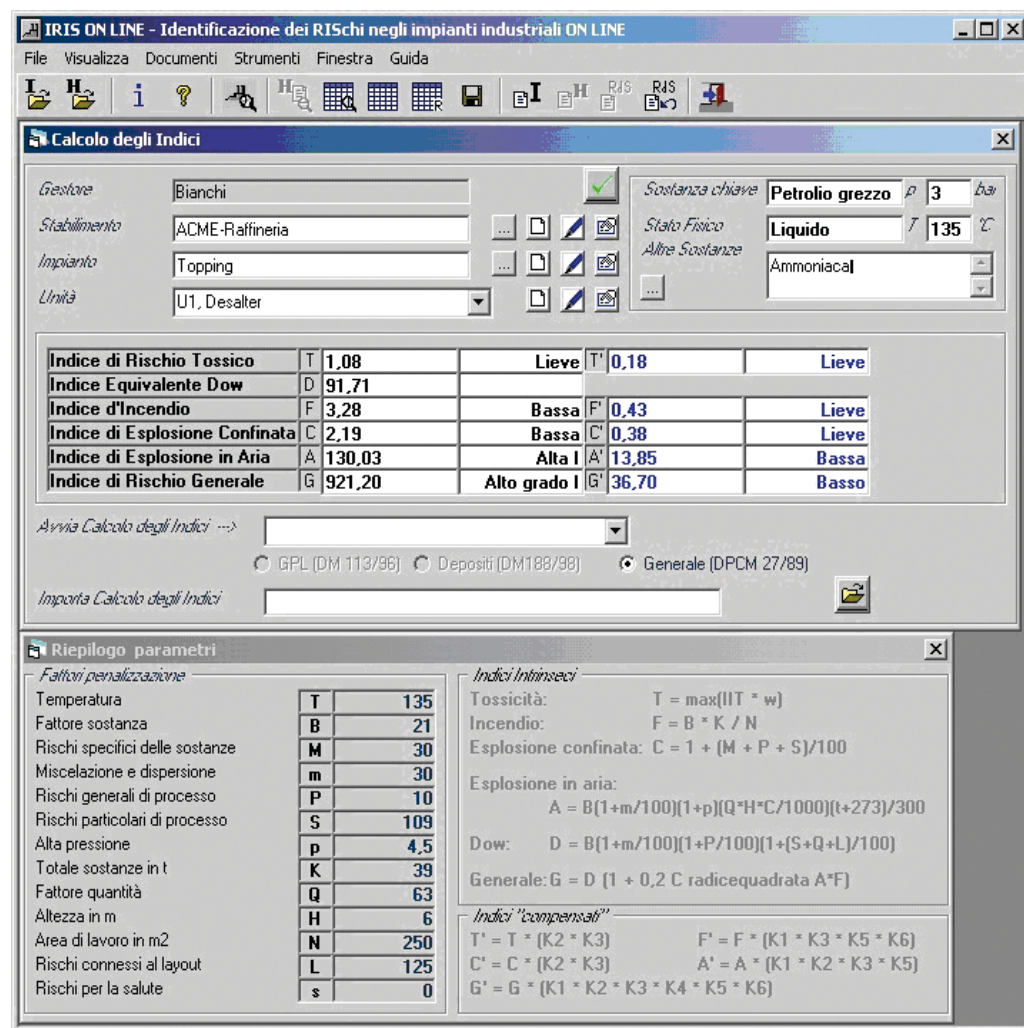 IRIS ON LINE - Identificazione dei RISchi negli impianti industriali ON LINE
File Visualizza Documenti Strumenti Finestra Guida
I H i ? H R I H RIS RIS
Calcolo degli Indici
Gestore Bianchi Sostanza chiave Petrolio grezzo p 3 bar
Stabilimento ACME-Raffineria ... Stato Fisico Liquido T 135 °C
Impianto Topping ... Altre Sostanze Ammoniaca
Unità U1, Desalter ...
Indice di Rischio Tossico T 1,08 Lieve T' 0,18 Lieve
Indice Equivalente Dow D 91,71
Indice d'Incendio F 3,28 Bassa F' 0,43 Lieve
Indice di Esplosione Confinata C 2,19 Bassa C' 0,38 Lieve
Indice di Esplosione in Aria A 130,03 Alta I A' 13,85 Bassa
Indice di Rischio Generale G 921,20 Alto grado I G' 36,70 Basso
Avvia Calcolo degli Indici --->
GPL (DM 113/96) Depositi (DM188/98) Generale (DPCM 27/89)
Importa Calcolo degli Indici
Riepilogo parametri
Fattori penalizzazione
Temperatura T 135
Fattore sostanza B 21
Rischi specifici delle sostanze M 30
Miscelazione e dispersione m 30
Rischi generali di processo P 10
Rischi particolari di processo S 109
Alta pressione p 4,5
Totale sostanze in t K 39
Fattore quantità Q 63
Altezza in m H 6
Area di lavoro in m2 N 250
Rischi connessi al layout L 125
Rischi per la salute s 0
Indici Intrinseci
Tossicità: T = max(IIT * w)
Incendio: F = B * K / N
Esplosione confinata: C = 1 + (M + P + S)/100
Esplosione in aria:
A = B(1+m/100)(1+p)(Q*H*C/1000)(t+273)/300
Dow: D = B(1+m/100)(1+P/100)(1+(S+Q+L)/100)
Generale: G = D (1 + 0,2 C radicequadrata A*F)
Indici "compensati"
T' = T * (K2 * K3) F' = F * (K1 * K3 * K5 * K6)
C' = C * (K2 * K3) A' = A * (K1 * K2 * K3 * K5)
G' = G * (K1 * K2 * K3 * K4 * K5 * K6)